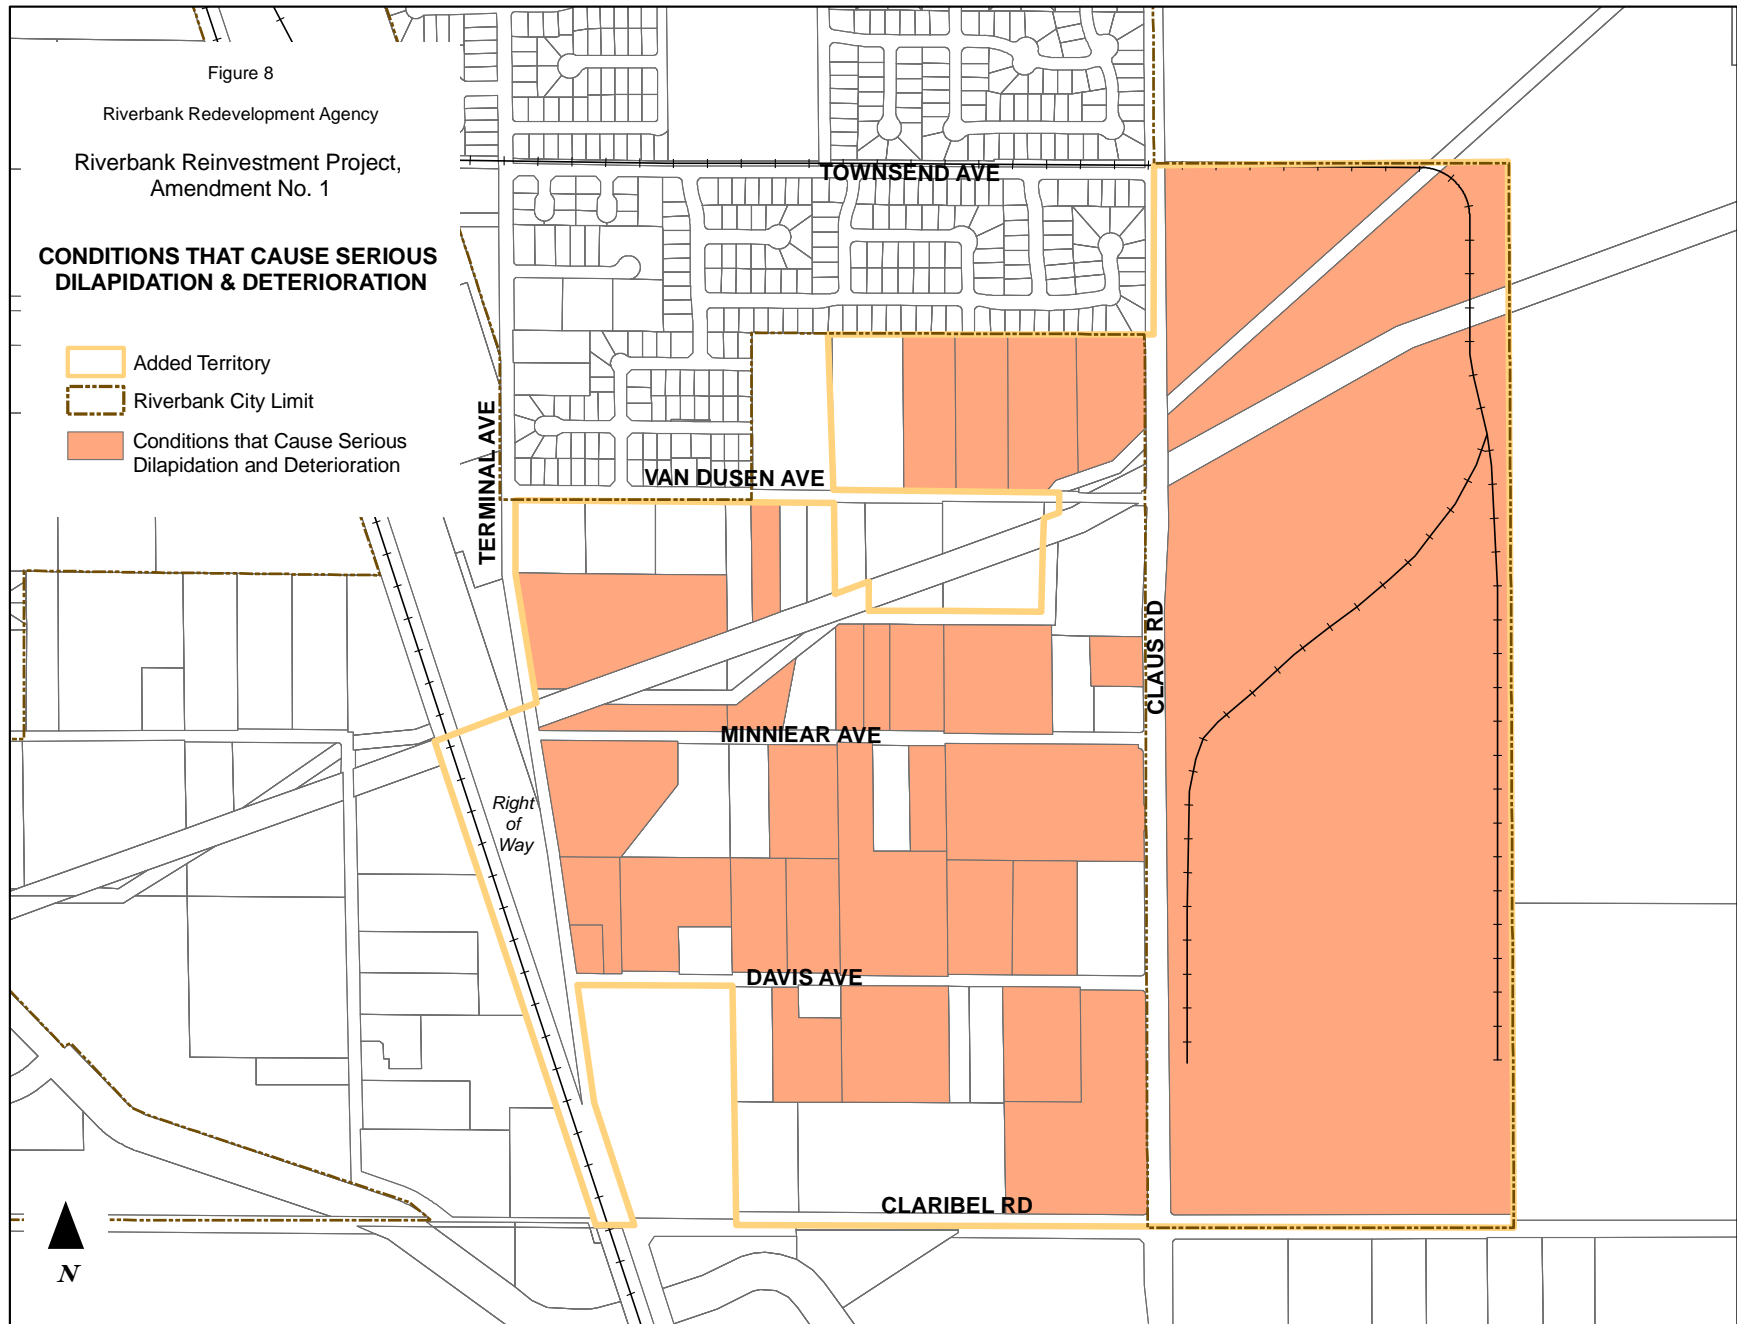 Figure 8
Riverbank Redevelopment Agency
Riverbank Reinvestment Project,
Amendment No. 1
CONDITIONS THAT CAUSE SERIOUS
DILAPIDATION & DETERIORATION
Added Territory
Riverbank City Limit
Conditions that Cause Serious
Dilapidation and Deterioration
TOWNSEND AVE
TERMINAL AVE
VAN DUSEN AVE
CLAUS RD
MINNIEAR AVE
Right
of
Way
DAVIS AVE
CLARIBEL RD
N